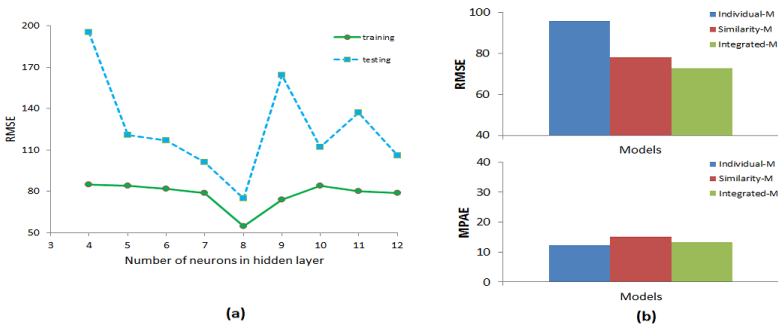 200
170
140
110
80
50
RMSE
training
testing
3 4 5 6 7 8 9 10 11 12
Number of neurons in hidden layer
(a)
100
80
60
40
RMSE
Individual-M
Similarity-M
Integrated-M
Models
40
30
20
10
0
MPAE
Individual-M
Similarity-M
Integrated-M
Models
(b)